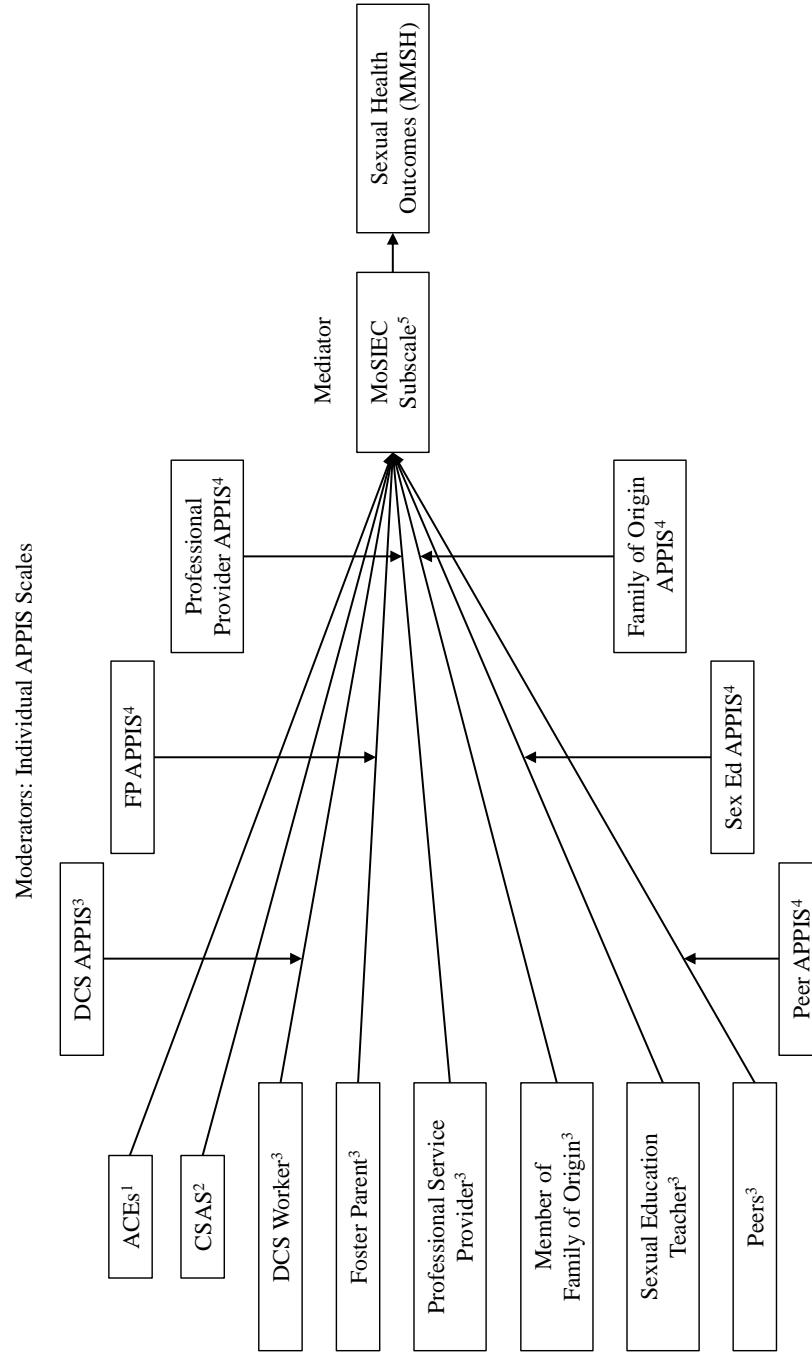 Moderators: Individual APPIS Scales
DCS APPIS³
FP APPIS⁴
Professional
Provider APPIS⁴
ACEs¹
CSAS²
DCS Worker³
Foster Parent³
Professional Service
Provider³
Member of
Family of Origin³
Sexual Education
Teacher³
Peers³
Mediator
MoSIEC
Subscale⁵
Sexual Health
Outcomes (MMSH)
Peer APPIS⁴
Sex Ed APPIS⁴
Family of Origin
APPIS⁴